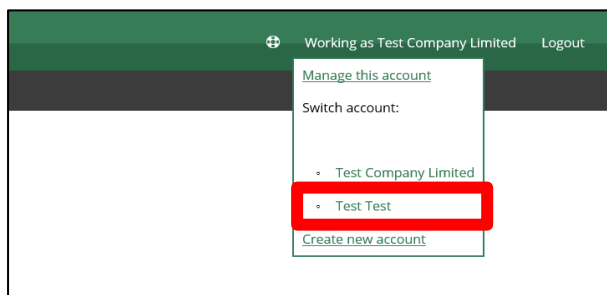 Working as Test Company Limited Logout
Manage this account
Switch account:
Test Company Limited
Test Test
Create new account